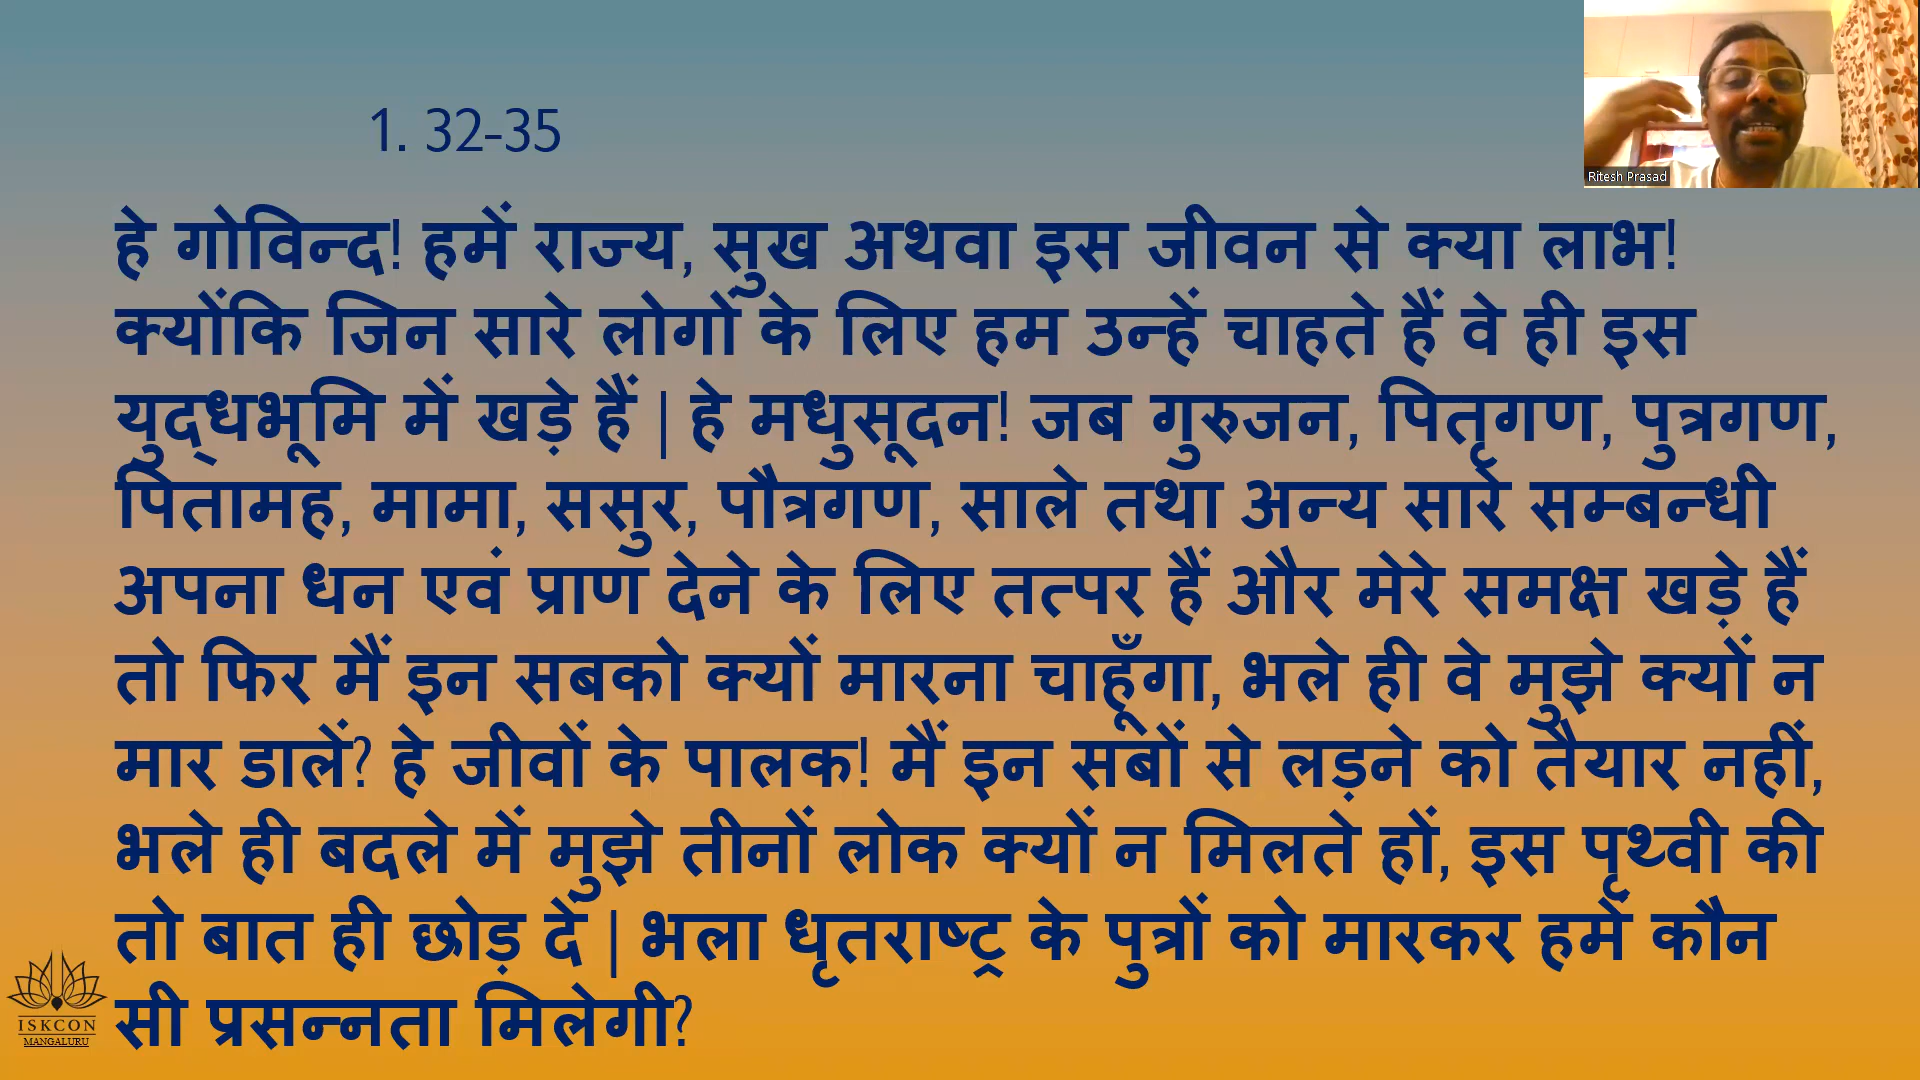 1. 32-35
Ritesh Prasad
हे गोविन्द! हमें राज्य, सुख अथवा इस जीवन से क्या लाभ!
क्योंकि जिन सारे लोगों के लिए हम उन्हें चाहते हैं वे ही इस
युद्धभूमि में खड़े हैं | हे मधुसूदन! जब गुरुजन, पितृगण, पुत्रगण,
पितामह, मामा, ससुर, पौत्रगण, साले तथा अन्य सारे सम्बन्धी
अपना धन एवं प्राण देने के लिए तत्पर हैं और मेरे समक्ष खड़े हैं
तो फिर मैं इन सबको क्यों मारना चाहूँगा, भले ही वे मुझे क्यों न
मार डालें? हे जीवों के पालक! मैं इन सबों से लड़ने को तैयार नहीं,
भले ही बदले में मुझे तीनों लोक क्यों न मिलते हों, इस पृथ्वी की
तो बात ही छोड़ दें | भला धृतराष्ट्र के पुत्रों को मारकर हमें कौन
सी प्रसन्नता मिलेगी?
ISKCON
MANGALURU